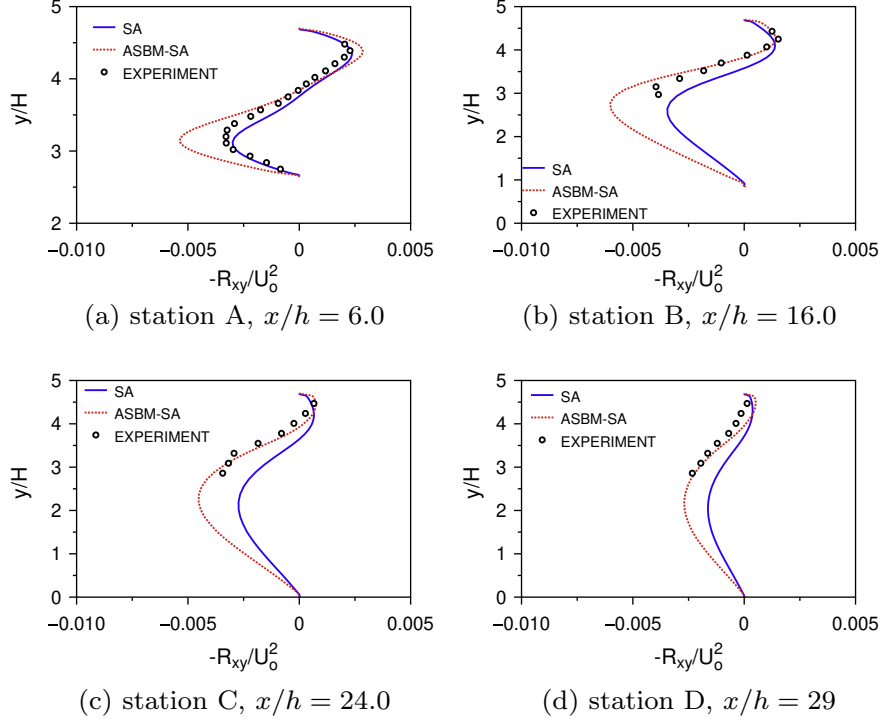 5
4
3
2
y/H
SA
ASBM-SA
EXPERIMENT
−0.010 −0.005 0 0.005
-R_xy/U_o^2
(a) station A, x/h = 6.0
5
4
3
2
1
0
y/H
SA
ASBM-SA
EXPERIMENT
−0.010 −0.005 0 0.005
-R_xy/U_o^2
(b) station B, x/h = 16.0
5
4
3
2
1
0
y/H
SA
ASBM-SA
EXPERIMENT
−0.010 −0.005 0 0.005
-R_xy/U_o^2
(c) station C, x/h = 24.0
5
4
3
2
1
0
y/H
SA
ASBM-SA
EXPERIMENT
−0.010 −0.005 0 0.005
-R_xy/U_o^2
(d) station D, x/h = 29